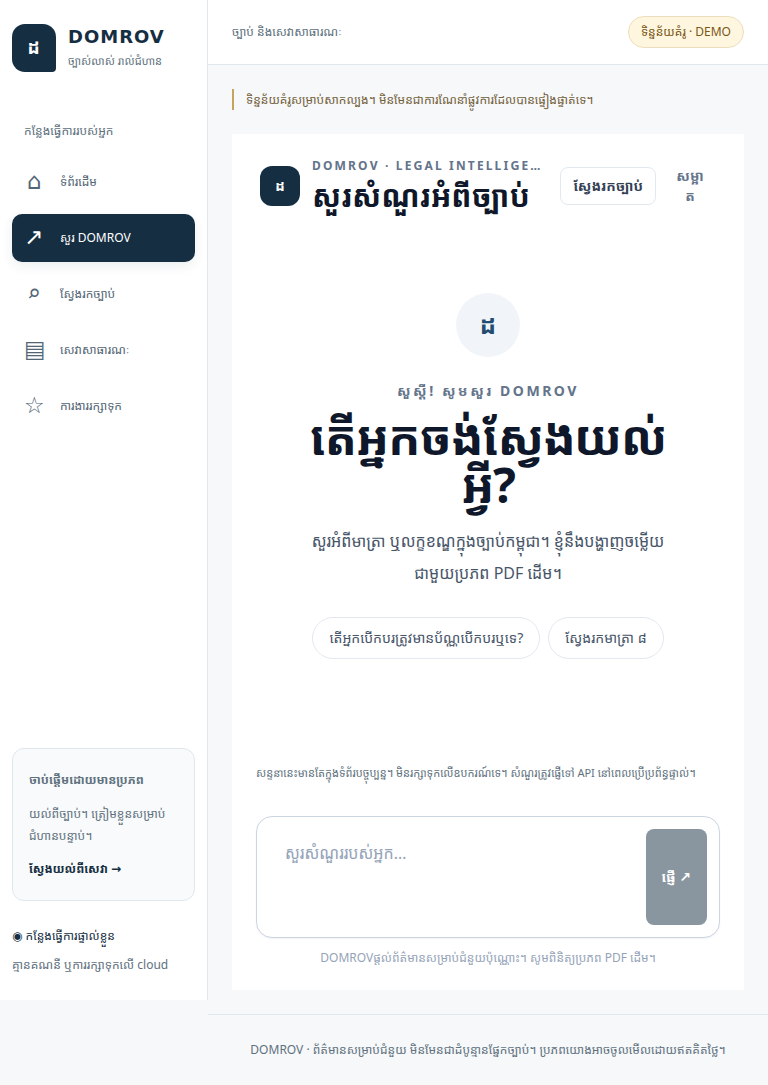 ដ
DOMROV
ច្បាស់លាស់ រាល់ជំហាន
កន្លែងធ្វើការរបស់អ្នក
ទំព័រដើម
សួរ DOMROV
ស្វែងរកច្បាប់
សេវាសាធារណៈ
ការងាររក្សាទុក
ចាប់ផ្ដើមដោយមានប្រភព
យល់ពីច្បាប់។ ត្រៀមខ្លួនសម្រាប់
ជំហានបន្ទាប់។
ស្វែងយល់ពីសេវា →
◉ កន្លែងធ្វើការផ្ទាល់ខ្លួន
គ្មានគណនី ឬការរក្សាទុកលើ cloud
ច្បាប់ និងសេវាសាធារណៈ
ទិន្នន័យគំរូ · DEMO
ទិន្នន័យគំរូសម្រាប់សាកល្បង។ មិនមែនជាការណែនាំផ្លូវការដែលបានផ្ទៀងផ្ទាត់ទេ។
ដ
DOMROV · LEGAL INTELLIGE…
សួរសំណួរអំពីច្បាប់
ស្វែងរកច្បាប់
សម្អា
ត
ដ
សួស្តី! សូមសួរ DOMROV
តើអ្នកចង់ស្វែងយល់
អ្វី?
សួរអំពីមាត្រា ឬលក្ខខណ្ឌក្នុងច្បាប់កម្ពុជា។ ខ្ញុំនឹងបង្ហាញចម្លើយ
ជាមួយប្រភព PDF ដើម។
តើអ្នកបើកបរត្រូវមានប័ណ្ណបើកបរឬទេ?
ស្វែងរកមាត្រា ៨
សន្ទនានេះមានតែក្នុងទំព័របច្ចុប្បន្ន។ មិនរក្សាទុកលើឧបករណ៍ទេ។ សំណួរត្រូវផ្ញើទៅ API នៅពេលប្រើប្រព័ន្ធផ្ទាល់។
សួរសំណួររបស់អ្នក...
ផ្ញើ ↗
DOMROVផ្តល់ព័ត៌មានសម្រាប់ជំនួយប៉ុណ្ណោះ។ សូមពិនិត្យប្រភព PDF ដើម។
DOMROV · ព័ត៌មានសម្រាប់ជំនួយ មិនមែនជាដំបូន្មានផ្នែកច្បាប់។ ប្រភពយោងអាចចូលមើលដោយឥតគិតថ្លៃ។